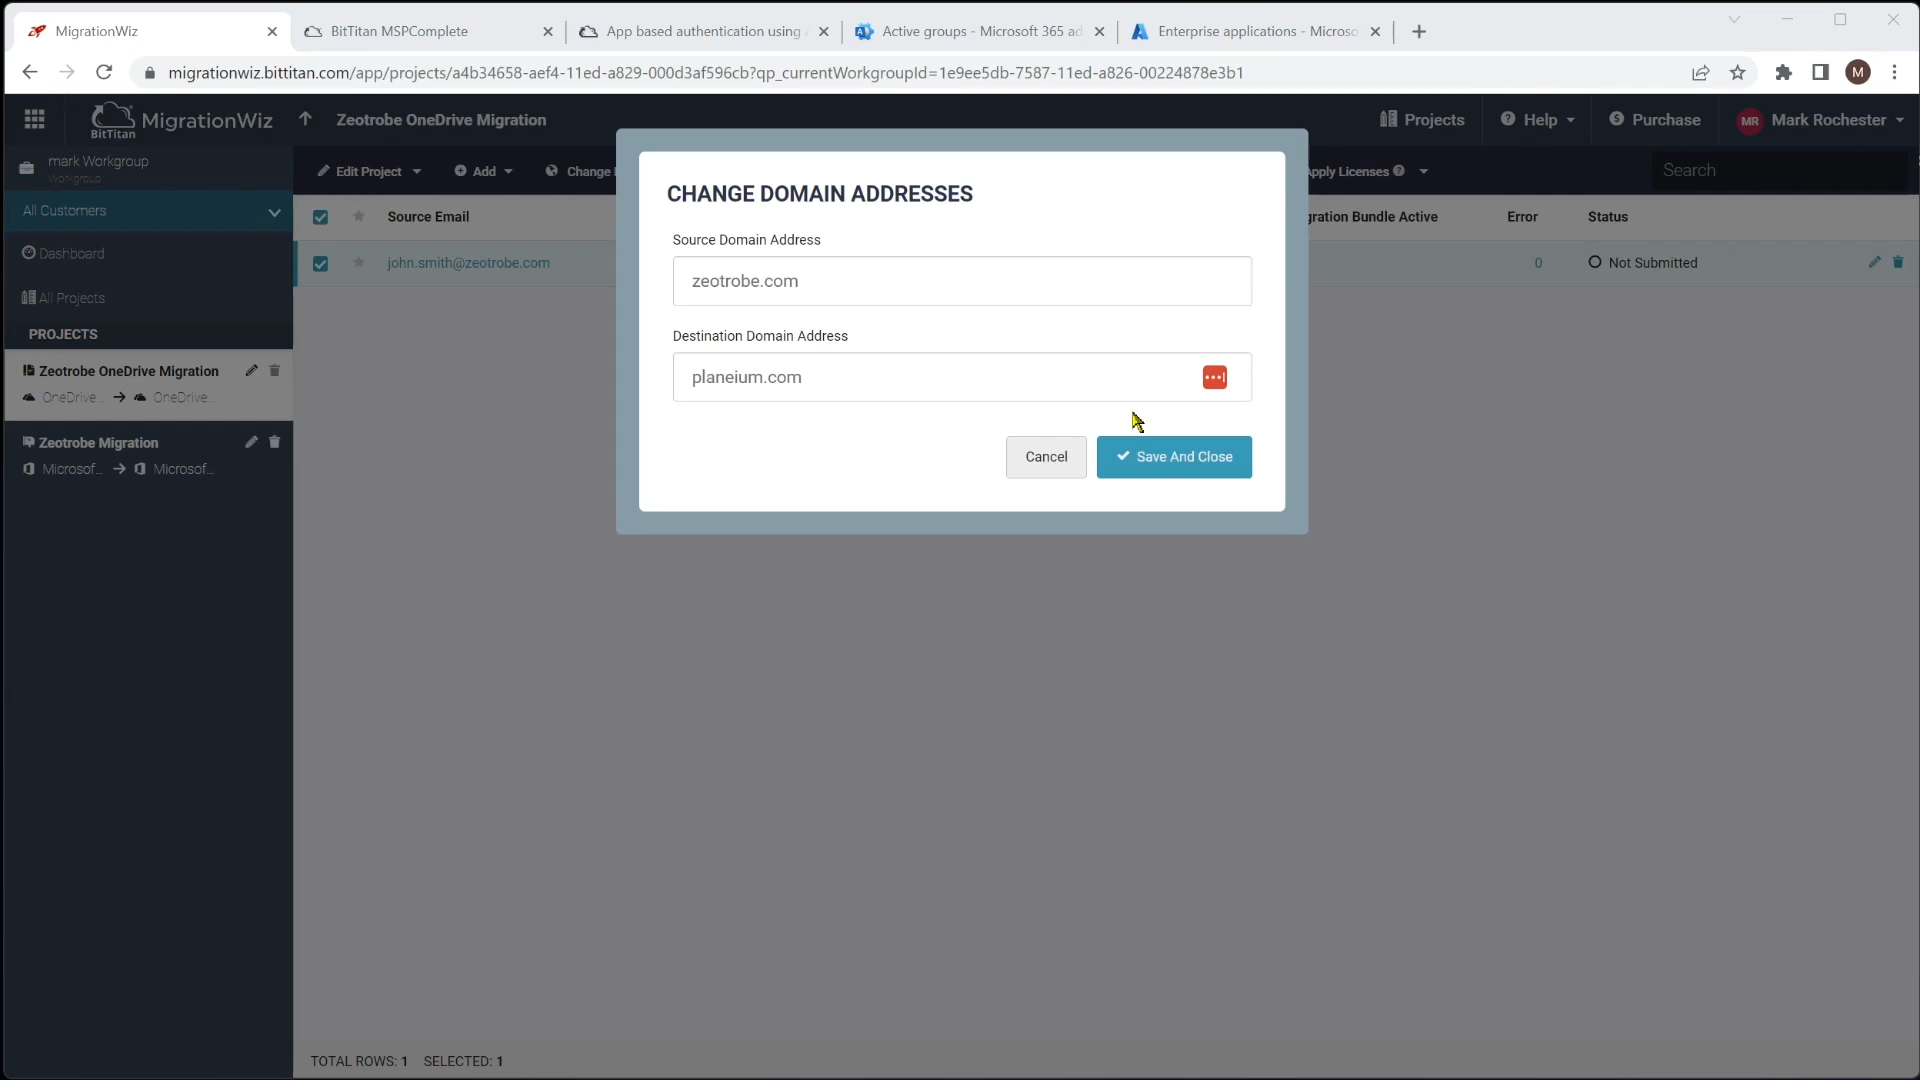 MigrationWiz
BitTitan MSPComplete
App based authentication using
Active groups - Microsoft 365 ad
Enterprise applications - Microso
migrationwiz.bittitan.com/app/projects/a4b34658-aef4-11ed-a829-000d3af596cb?qp_currentWorkgroupId=1e9ee5db-7587-11ed-a826-00224878e3b1
M
BitTitan MigrationWiz
Zeotrobe OneDrive Migration
Projects
Help
Purchase
MR Mark Rochester
mark Workgroup
Workgroup
Edit Project
Add
Change
Apply Licenses
Search
All Customers
Dashboard
All Projects
PROJECTS
Zeotrobe OneDrive Migration
OneDrive... OneDrive...
Zeotrobe Migration
Microsof... Microsof...
Source Email
gration Bundle Active
Error
Status
john.smith@zeotrobe.com
0
Not Submitted
CHANGE DOMAIN ADDRESSES
Source Domain Address
zeotrobe.com
Destination Domain Address
planeium.com
Cancel
Save And Close
TOTAL ROWS: 1 SELECTED: 1